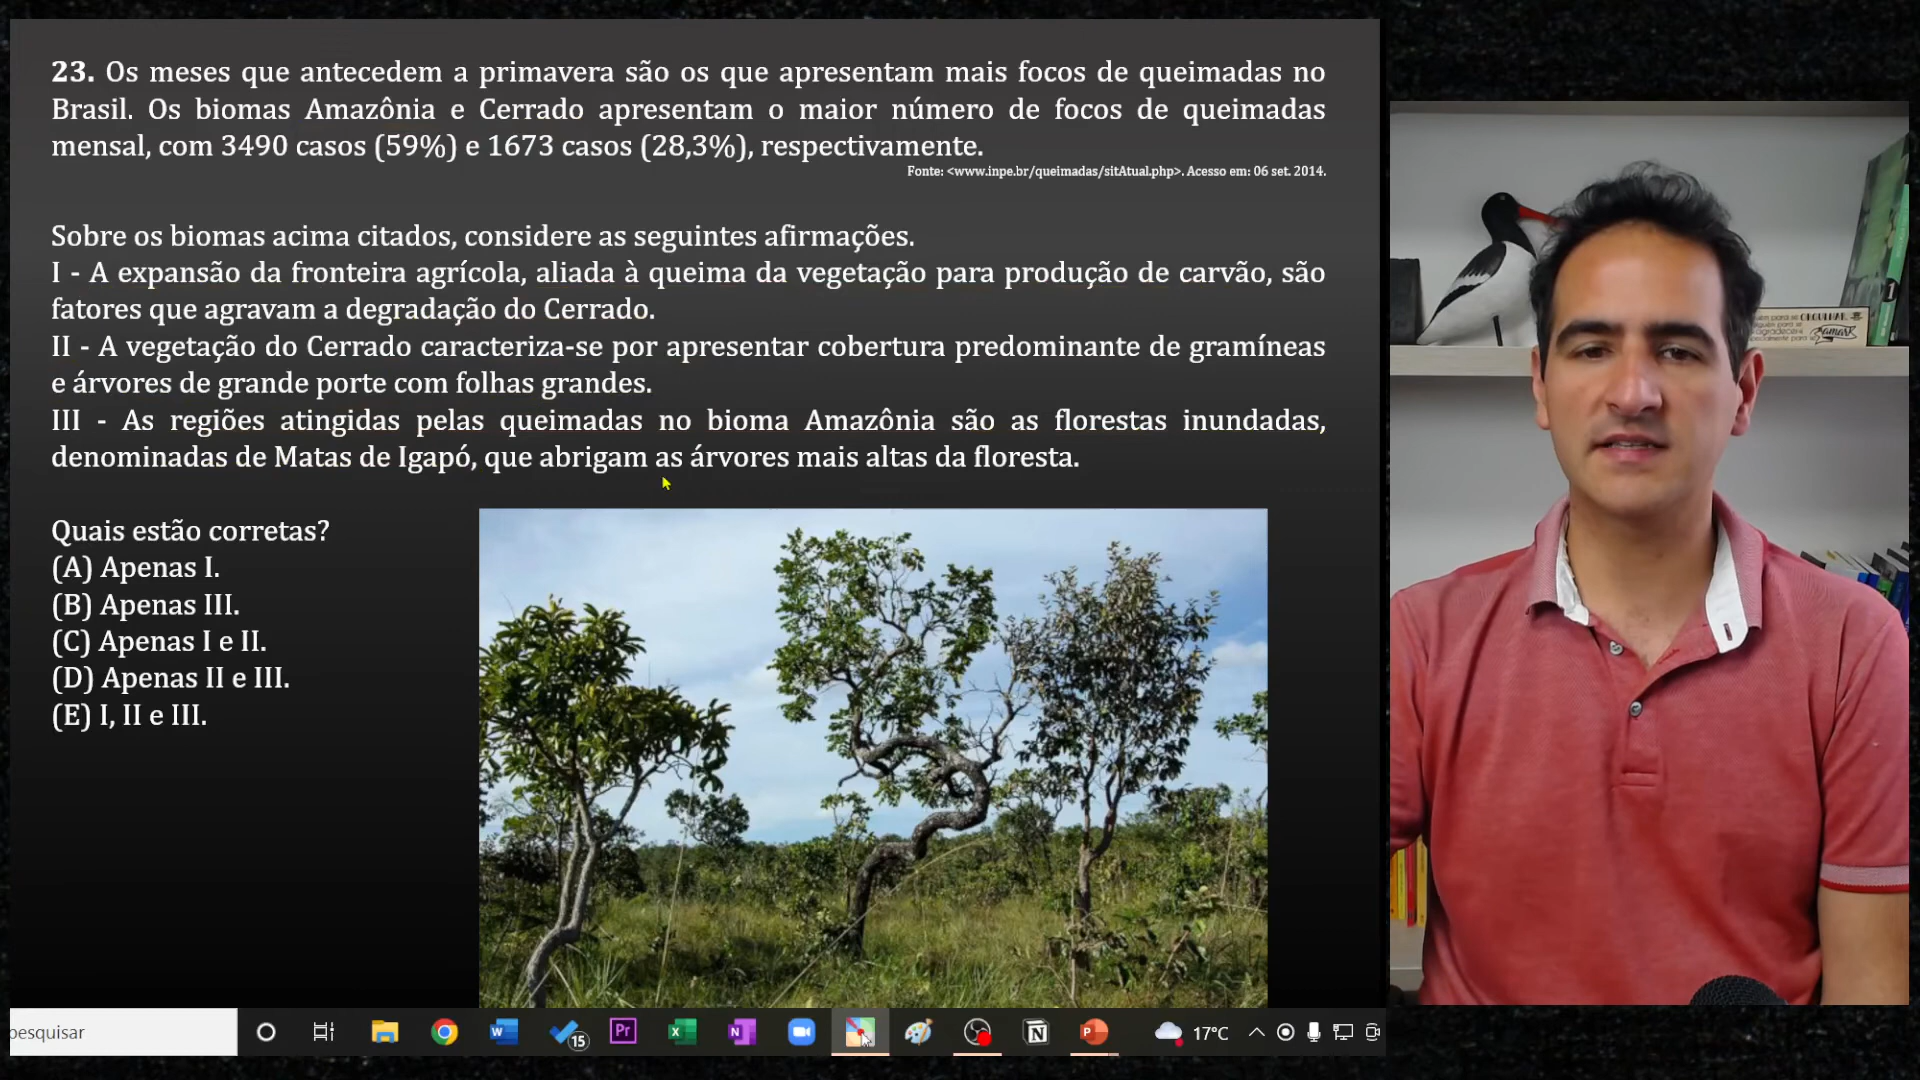 23. Os meses que antecedem a primavera são os que apresentam mais focos de queimadas no
Brasil. Os biomas Amazônia e Cerrado apresentam o maior número de focos de queimadas
mensal, com 3490 casos (59%) e 1673 casos (28,3%), respectivamente.
Fonte: <www.inpe.br/queimadas/sitAtual.php>. Acesso em: 06 set. 2014.
Sobre os biomas acima citados, considere as seguintes afirmações.
I - A expansão da fronteira agrícola, aliada à queima da vegetação para produção de carvão, são
fatores que agravam a degradação do Cerrado.
II - A vegetação do Cerrado caracteriza-se por apresentar cobertura predominante de gramíneas
e árvores de grande porte com folhas grandes.
III - As regiões atingidas pelas queimadas no bioma Amazônia são as florestas inundadas,
denominadas de Matas de Igapó, que abrigam as árvores mais altas da floresta.
Quais estão corretas?
(A) Apenas I.
(B) Apenas III.
(C) Apenas I e II.
(D) Apenas II e III.
(E) I, II e III.
pesquisar
15
Pr
17°C